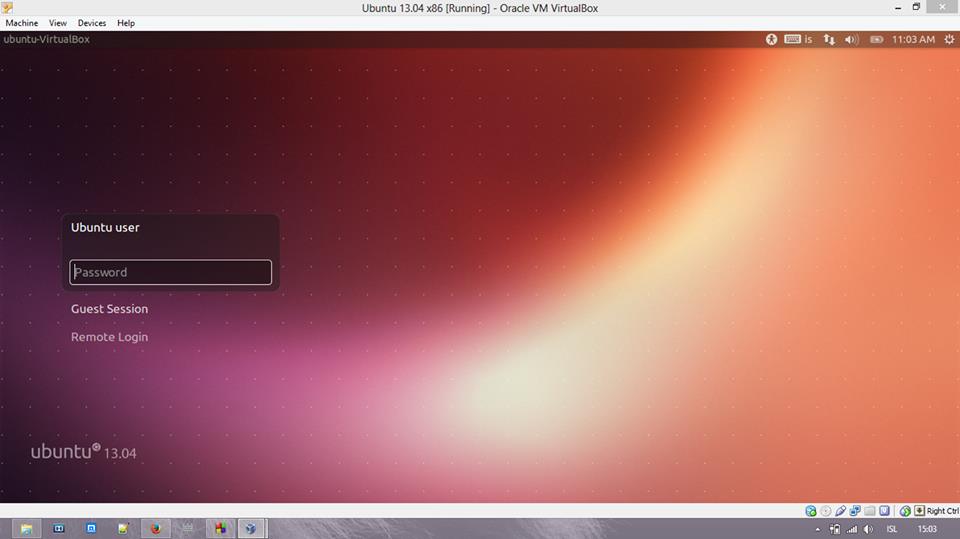 Ubuntu 13.04 x86 [Running] - Oracle VM VirtualBox
Machine View Devices Help
ubuntu-VirtualBox is 11:03 AM
Ubuntu user
Password
Guest Session
Remote Login
ubuntu 13.04
Right Ctrl
ISL 15:03